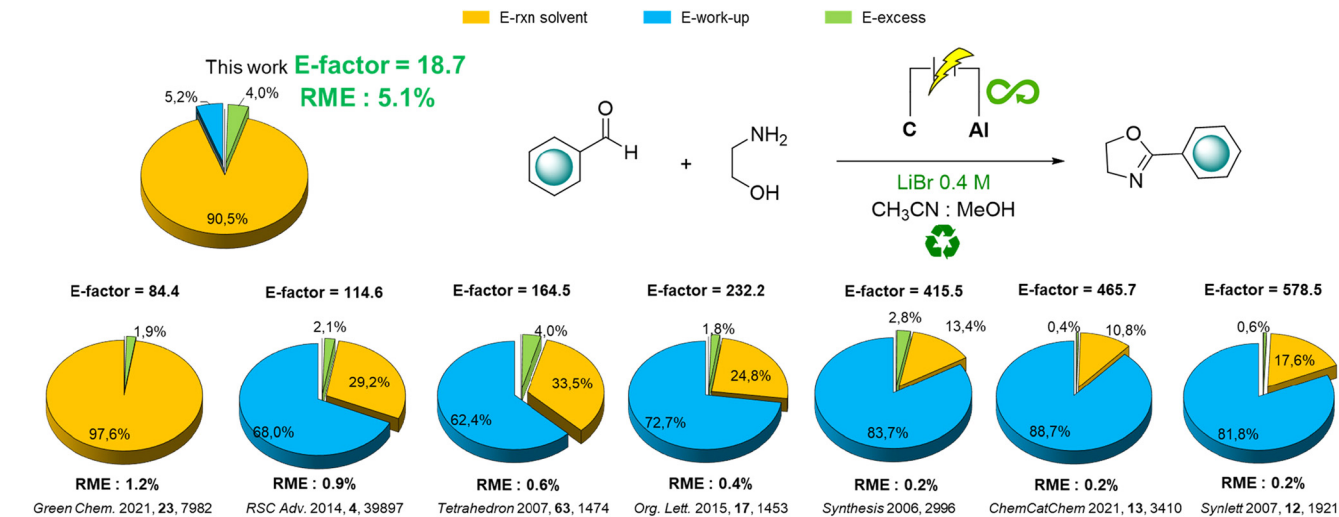 E-rxn solvent E-work-up E-excess
This work E-factor = 18.7
RME : 5.1%
5,2%
4,0%
90,5%
O
H
+
NH2
OH
C Al
LiBr 0.4 M
CH3CN : MeOH
O
N
E-factor = 84.4
E-factor = 114.6
E-factor = 164.5
E-factor = 232.2
E-factor = 415.5
E-factor = 465.7
E-factor = 578.5
1,9%
97,6%
2,1%
29,2%
68,0%
4,0%
33,5%
62,4%
1,8%
24,8%
72,7%
2,8%
13,4%
83,7%
0,4%
10,8%
88,7%
0,6%
17,6%
81,8%
RME : 1.2%
RME : 0.9%
RME : 0.6%
RME : 0.4%
RME : 0.2%
RME : 0.2%
RME : 0.2%
Green Chem. 2021, 23, 7982
RSC Adv. 2014, 4, 39897
Tetrahedron 2007, 63, 1474
Org. Lett. 2015, 17, 1453
Synthesis 2006, 2996
ChemCatChem 2021, 13, 3410
Synlett 2007, 12, 1921